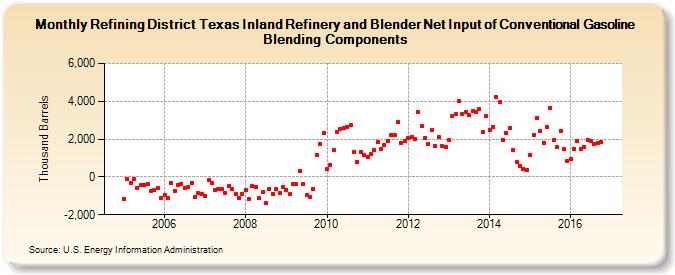 Monthly Refining District Texas Inland Refinery and Blender Net Input of Conventional Gasoline
Blending Components
Thousand Barrels
6,000
4,000
2,000
0
-2,000
2006
2008
2010
2012
2014
2016
Source: U.S. Energy Information Administration